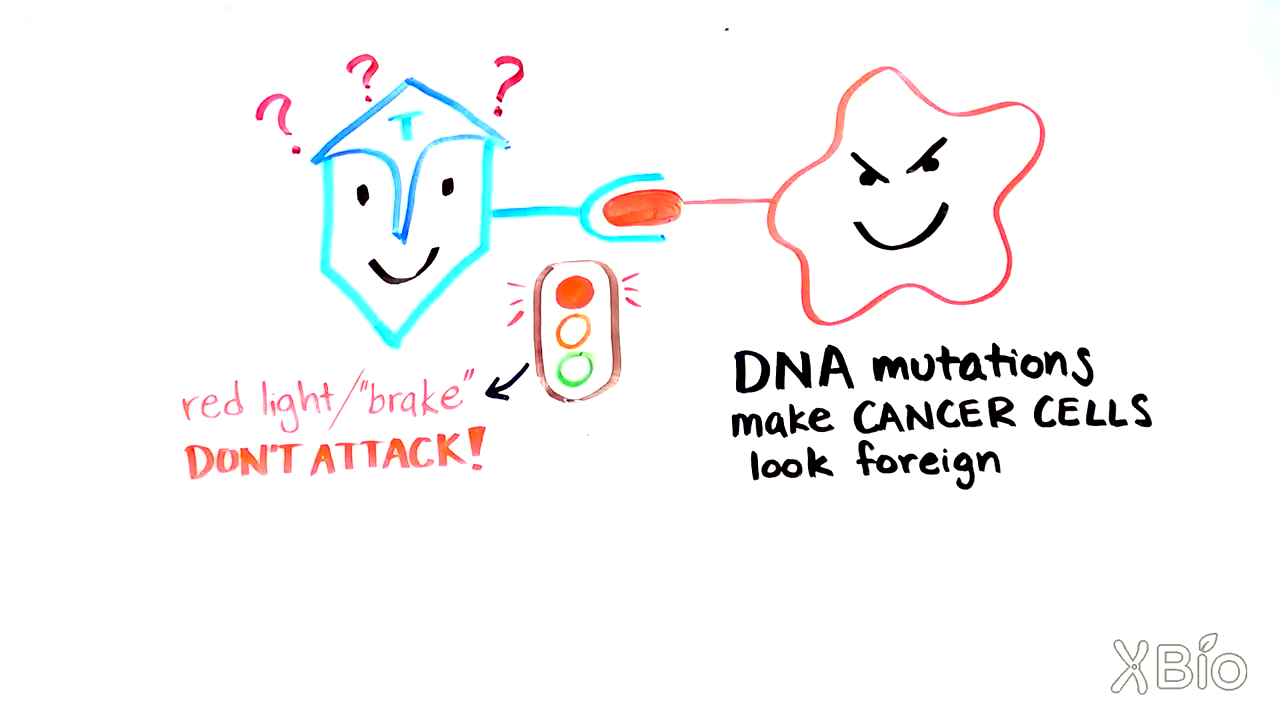 ? ? ?
T
red light/"brake"
DON'T ATTACK!
DNA mutations
make CANCER CELLS
look foreign
XBio